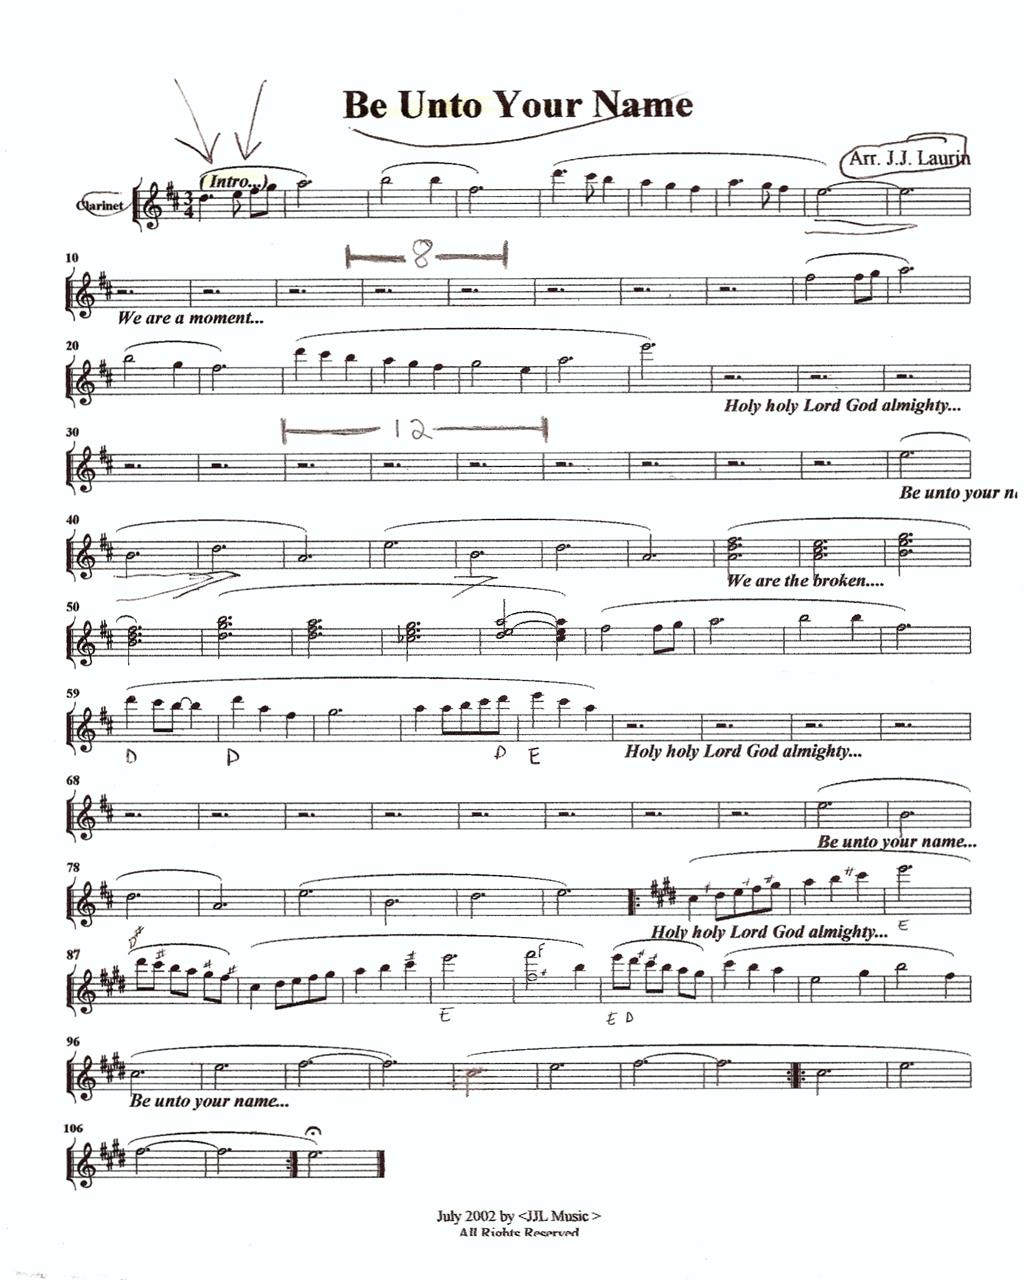 Be Unto Your Name
Arr. J.J. Laurin
( Intro...)
Clarinet
3
4
8
10
We are a moment...
20
Holy holy Lord God almighty...
12
30
Be unto your n
40
We are the broken....
50
59
D D D E
Holy holy Lord God almighty...
68
Be unto your name...
78
Holy holy Lord God almighty...
E
D#
87
F
E E D
96
Be unto your name...
106
July 2002 by <JJL Music >
All Rights Reserved